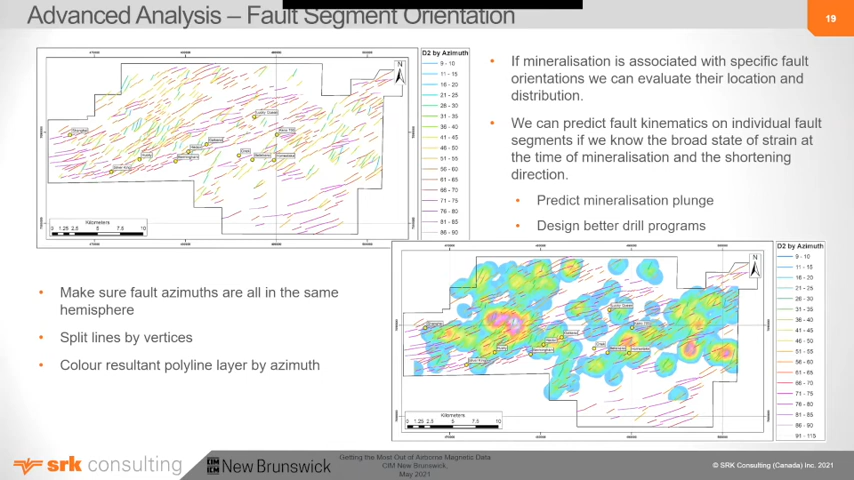 Advanced Analysis – Fault Segment Orientation
19
D2 by Azimuth
9 - 10
11 - 15
16 - 20
21 - 25
26 - 30
31 - 35
36 - 40
41 - 45
46 - 50
51 - 55
56 - 60
61 - 65
66 - 70
71 - 75
76 - 80
81 - 85
86 - 90
N
Kilometers
0 1.25 2.5 5 7.5 10
• If mineralisation is associated with specific fault
orientations we can evaluate their location and
distribution.
• We can predict fault kinematics on individual fault
segments if we know the broad state of strain at
the time of mineralisation and the shortening
direction.
• Predict mineralisation plunge
• Design better drill programs
• Make sure fault azimuths are all in the same
hemisphere
• Split lines by vertices
• Colour resultant polyline layer by azimuth
D2 by Azimuth
9 - 10
11 - 15
16 - 20
21 - 25
26 - 30
31 - 35
36 - 40
41 - 45
46 - 50
51 - 55
56 - 60
61 - 65
66 - 70
71 - 75
76 - 80
81 - 85
86 - 90
91 - 115
N
Kilometers
0 1.25 2.5 5 7.5 10
srk consulting
CIM
ICM
New Brunswick
Getting the Most Out of Airborne Magnetic Data
CIM New Brunswick,
May 2021
© SRK Consulting (Canada) Inc. 2021